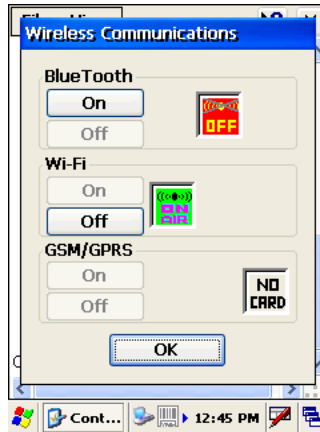 Wireless Communications
BlueTooth
On
Off
OFF
Wi-Fi
On
Off
ON
AIR
GSM/GPRS
On
Off
NO
CARD
OK
Cont...
12:45 PM